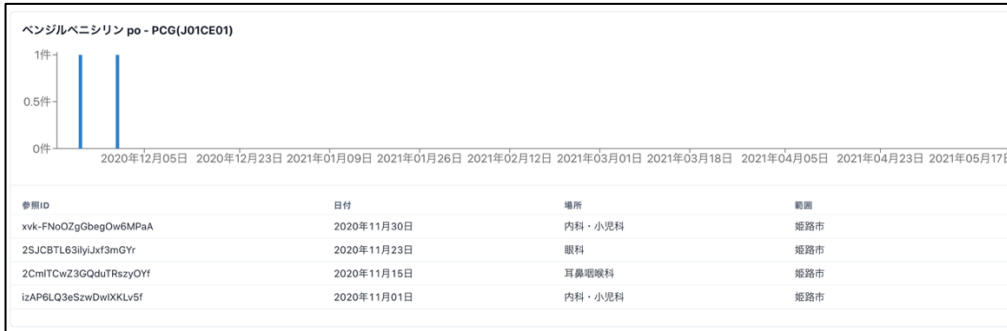 ベンジルペニシリン po - PCG(J01CE01)
1件
0.5件
0件
2020年12月05日 2020年12月23日 2021年01月09日 2021年01月26日 2021年02月12日 2021年03月01日 2021年03月18日 2021年04月05日 2021年04月23日 2021年05月17日
参照ID 日付 場所 範囲
xvk-FNoOZgGbegOw6MPaA 2020年11月30日 内科・小児科 姫路市
2SJCBTL63ilyiJxf3mGYr 2020年11月23日 眼科 姫路市
2CmITCwZ3GQduTRszyOYf 2020年11月15日 耳鼻咽喉科 姫路市
izAP6LQ3eSzwDwIXKLv5f 2020年11月01日 内科・小児科 姫路市